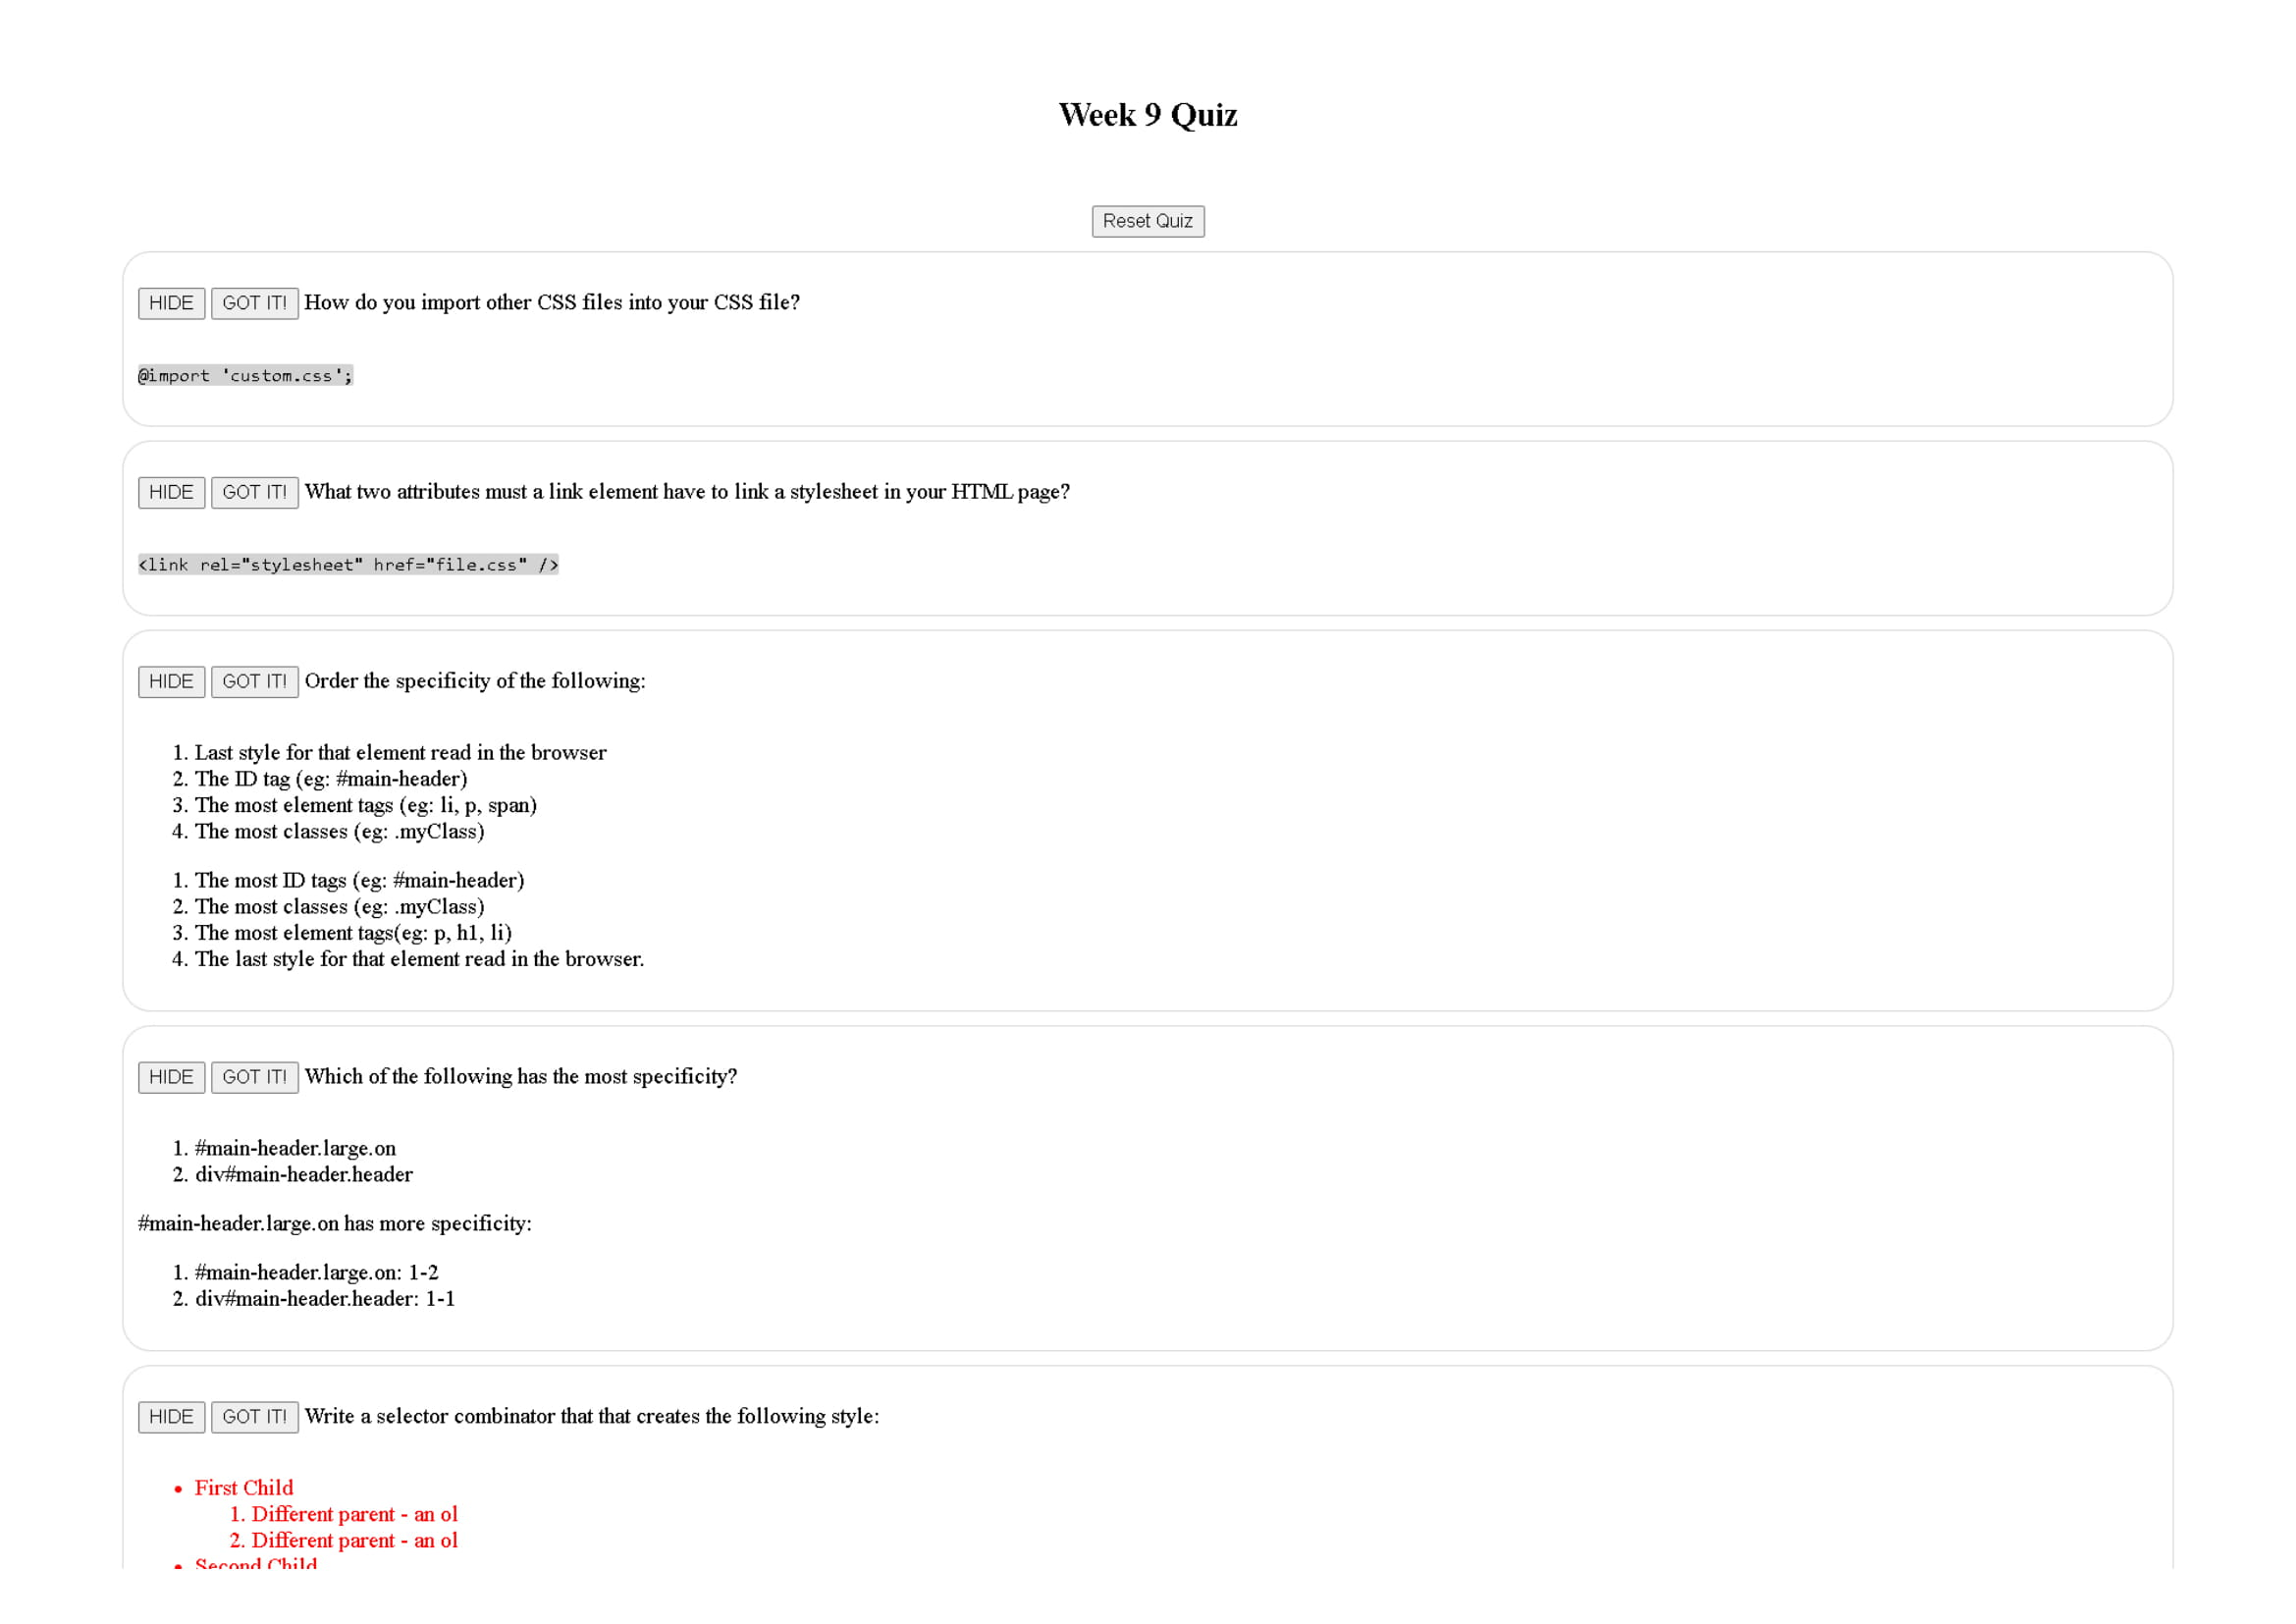 Week 9 Quiz
Reset Quiz
HIDE GOT IT! How do you import other CSS files into your CSS file?
@import 'custom.css';
HIDE GOT IT! What two attributes must a link element have to link a stylesheet in your HTML page?
<link rel="stylesheet" href="file.css" />
HIDE GOT IT! Order the specificity of the following:
1. Last style for that element read in the browser
2. The ID tag (eg: #main-header)
3. The most element tags (eg: li, p, span)
4. The most classes (eg: .myClass)
1. The most ID tags (eg: #main-header)
2. The most classes (eg: .myClass)
3. The most element tags(eg: p, h1, li)
4. The last style for that element read in the browser.
HIDE GOT IT! Which of the following has the most specificity?
1. #main-header.large.on
2. div#main-header.header
#main-header.large.on has more specificity:
1. #main-header.large.on: 1-2
2. div#main-header.header: 1-1
HIDE GOT IT! Write a selector combinator that that creates the following style:
• First Child
1. Different parent - an ol
2. Different parent - an ol
• Second Child